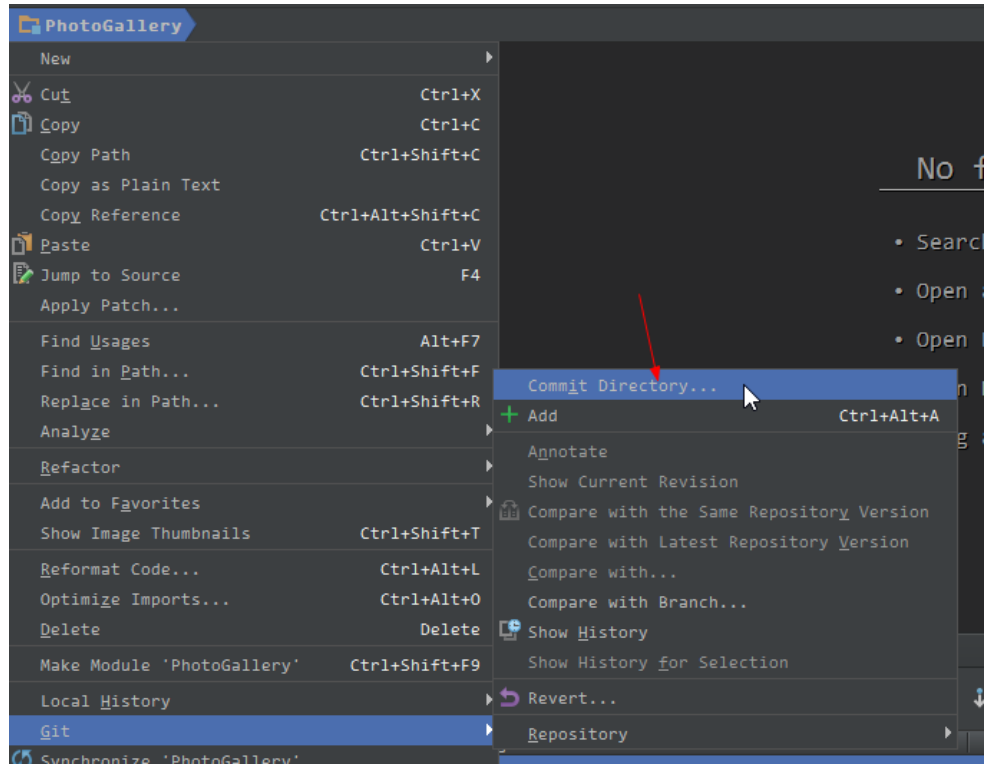 PhotoGallery
New
Cut Ctrl+X
Copy Ctrl+C
Copy Path Ctrl+Shift+C
Copy as Plain Text
Copy Reference Ctrl+Alt+Shift+C
Paste Ctrl+V
Jump to Source F4
Apply Patch...
Find Usages Alt+F7
Find in Path... Ctrl+Shift+F
Replace in Path... Ctrl+Shift+R
Analyze
Refactor
Add to Favorites
Show Image Thumbnails Ctrl+Shift+T
Reformat Code... Ctrl+Alt+L
Optimize Imports... Ctrl+Alt+O
Delete Delete
Make Module 'PhotoGallery' Ctrl+Shift+F9
Local History
Git
Synchronize 'PhotoGallery'
Commit Directory...
Add Ctrl+Alt+A
Annotate
Show Current Revision
Compare with the Same Repository Version
Compare with Latest Repository Version
Compare with...
Compare with Branch...
Show History
Show History for Selection
Revert...
Repository
No
• Searc
• Open
• Open